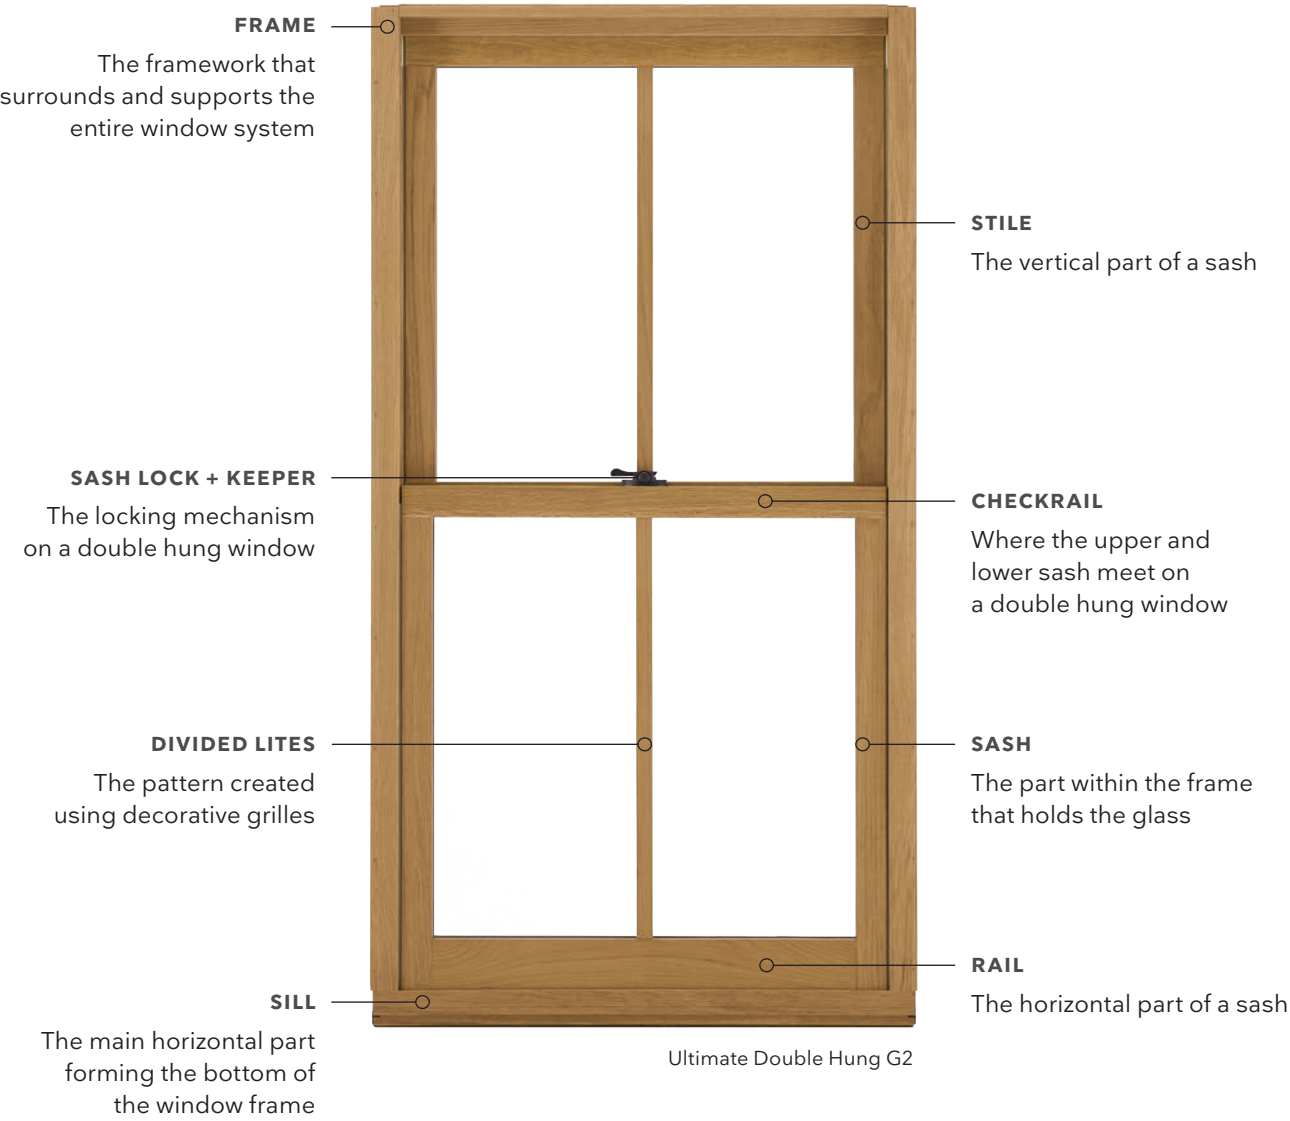 FRAME
The framework that
surrounds and supports the
entire window system
STILE
The vertical part of a sash
SASH LOCK + KEEPER
The locking mechanism
on a double hung window
CHECKRAIL
Where the upper and
lower sash meet on
a double hung window
DIVIDED LITES
The pattern created
using decorative grilles
SASH
The part within the frame
that holds the glass
RAIL
The horizontal part of a sash
SILL
The main horizontal part
forming the bottom of
the window frame
Ultimate Double Hung G2